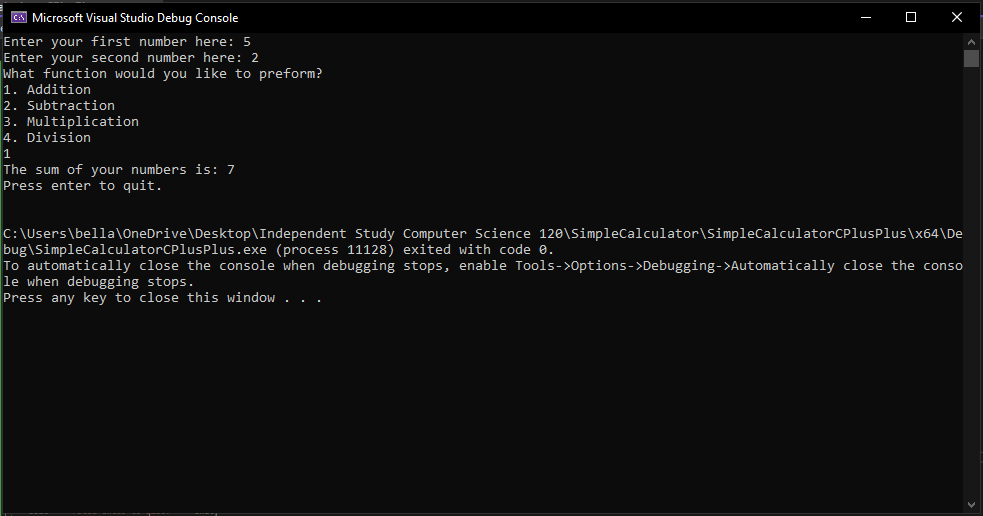 Microsoft Visual Studio Debug Console
Enter your first number here: 5
Enter your second number here: 2
What function would you like to preform?
1. Addition
2. Subtraction
3. Multiplication
4. Division
1
The sum of your numbers is: 7
Press enter to quit.
C:\Users\bella\OneDrive\Desktop\Independent Study Computer Science 120\SimpleCalculator\SimpleCalculatorCPlusPlus\x64\De
bug\SimpleCalculatorCPlusPlus.exe (process 11128) exited with code 0.
To automatically close the console when debugging stops, enable Tools->Options->Debugging->Automatically close the conso
le when debugging stops.
Press any key to close this window . . .